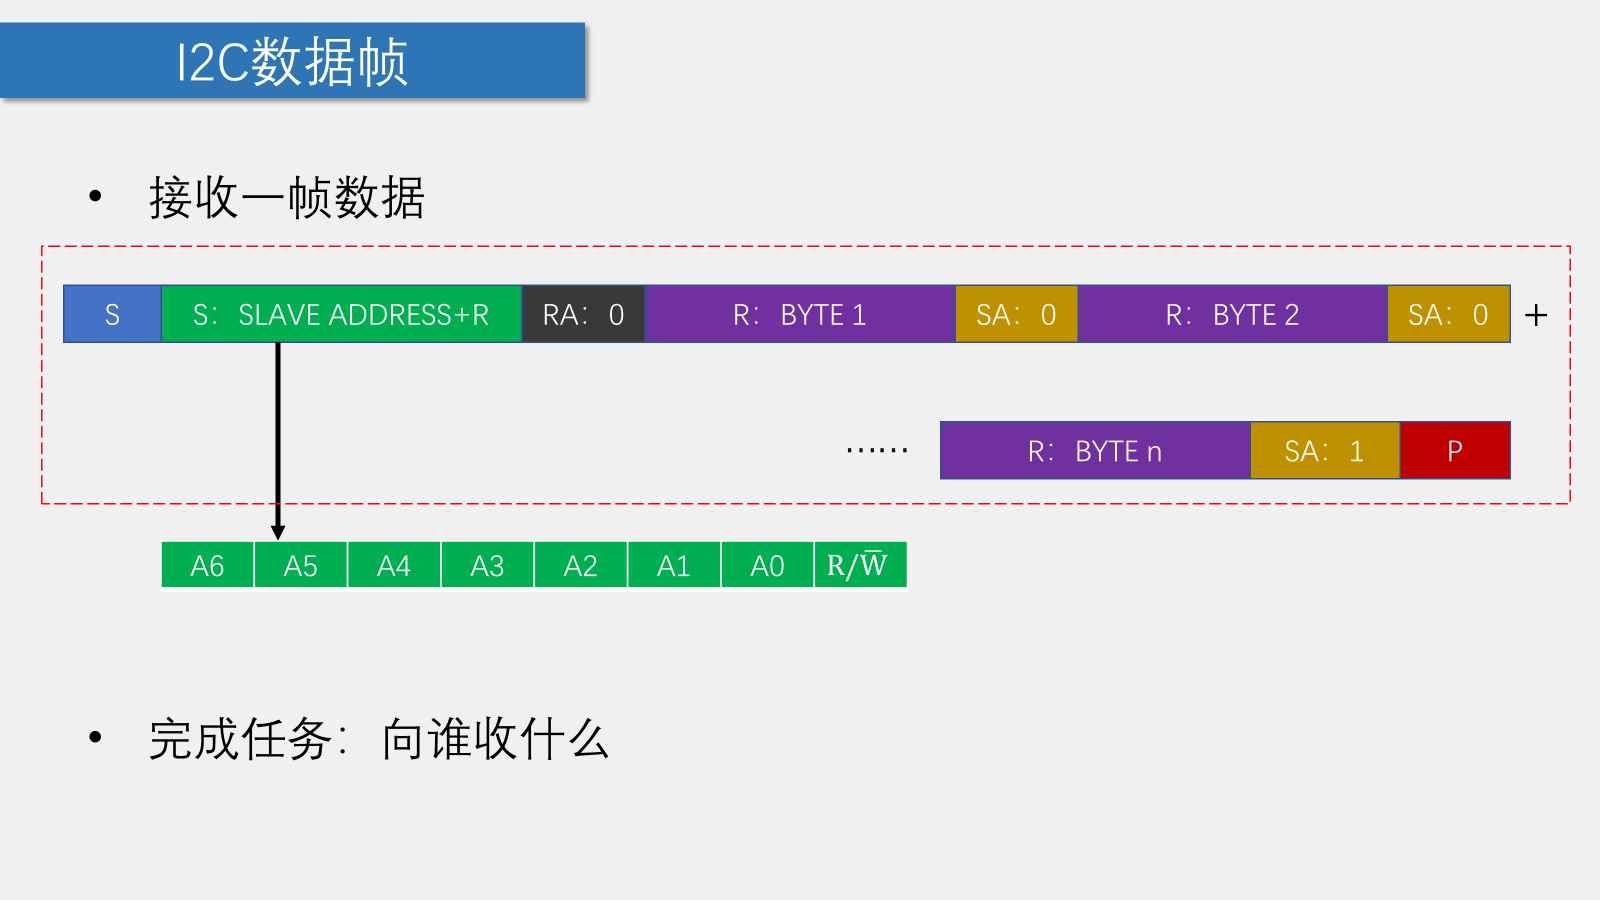 I2C数据帧
• 接收一帧数据
S S：SLAVE ADDRESS+R RA：0 R：BYTE 1 SA：0 R：BYTE 2 SA：0 +
…… R：BYTE n SA：1 P
A6 A5 A4 A3 A2 A1 A0 R/W̅
• 完成任务：向谁收什么